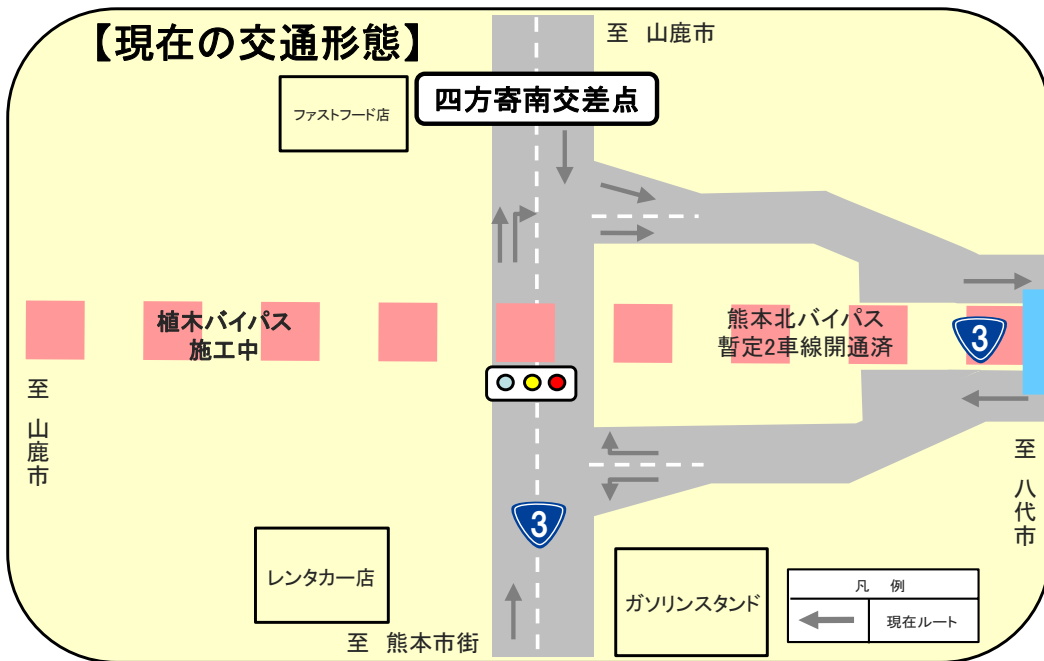 【現在の交通形態】
至 山鹿市
四方寄南交差点
ファストフード店
植木バイパス
施工中
熊本北バイパス
暫定2車線開通済
3
至 山鹿市
至 八代市
3
レンタカー店
ガソリンスタンド
凡 例
現在ルート
至 熊本市街